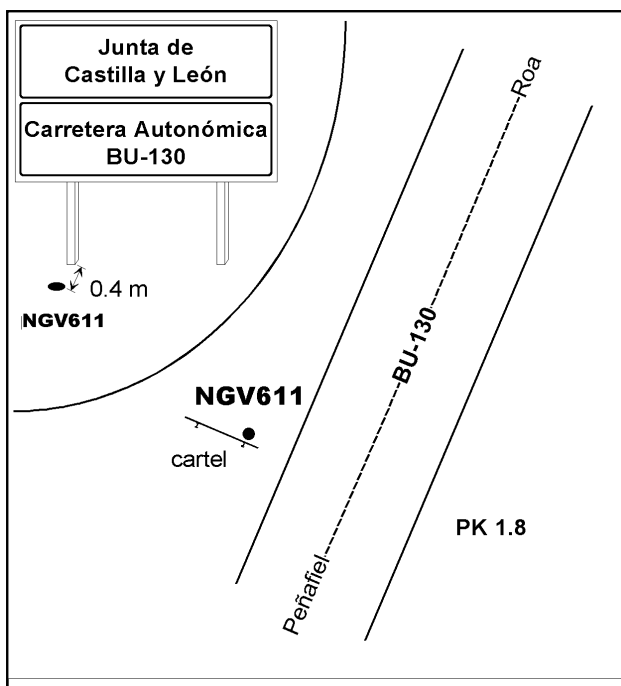 Junta de
Castilla y León
Carretera Autonómica
BU-130
0.4 m
NGV611
Roa
BU-130
NGV611
cartel
PK 1.8
Peñafiel